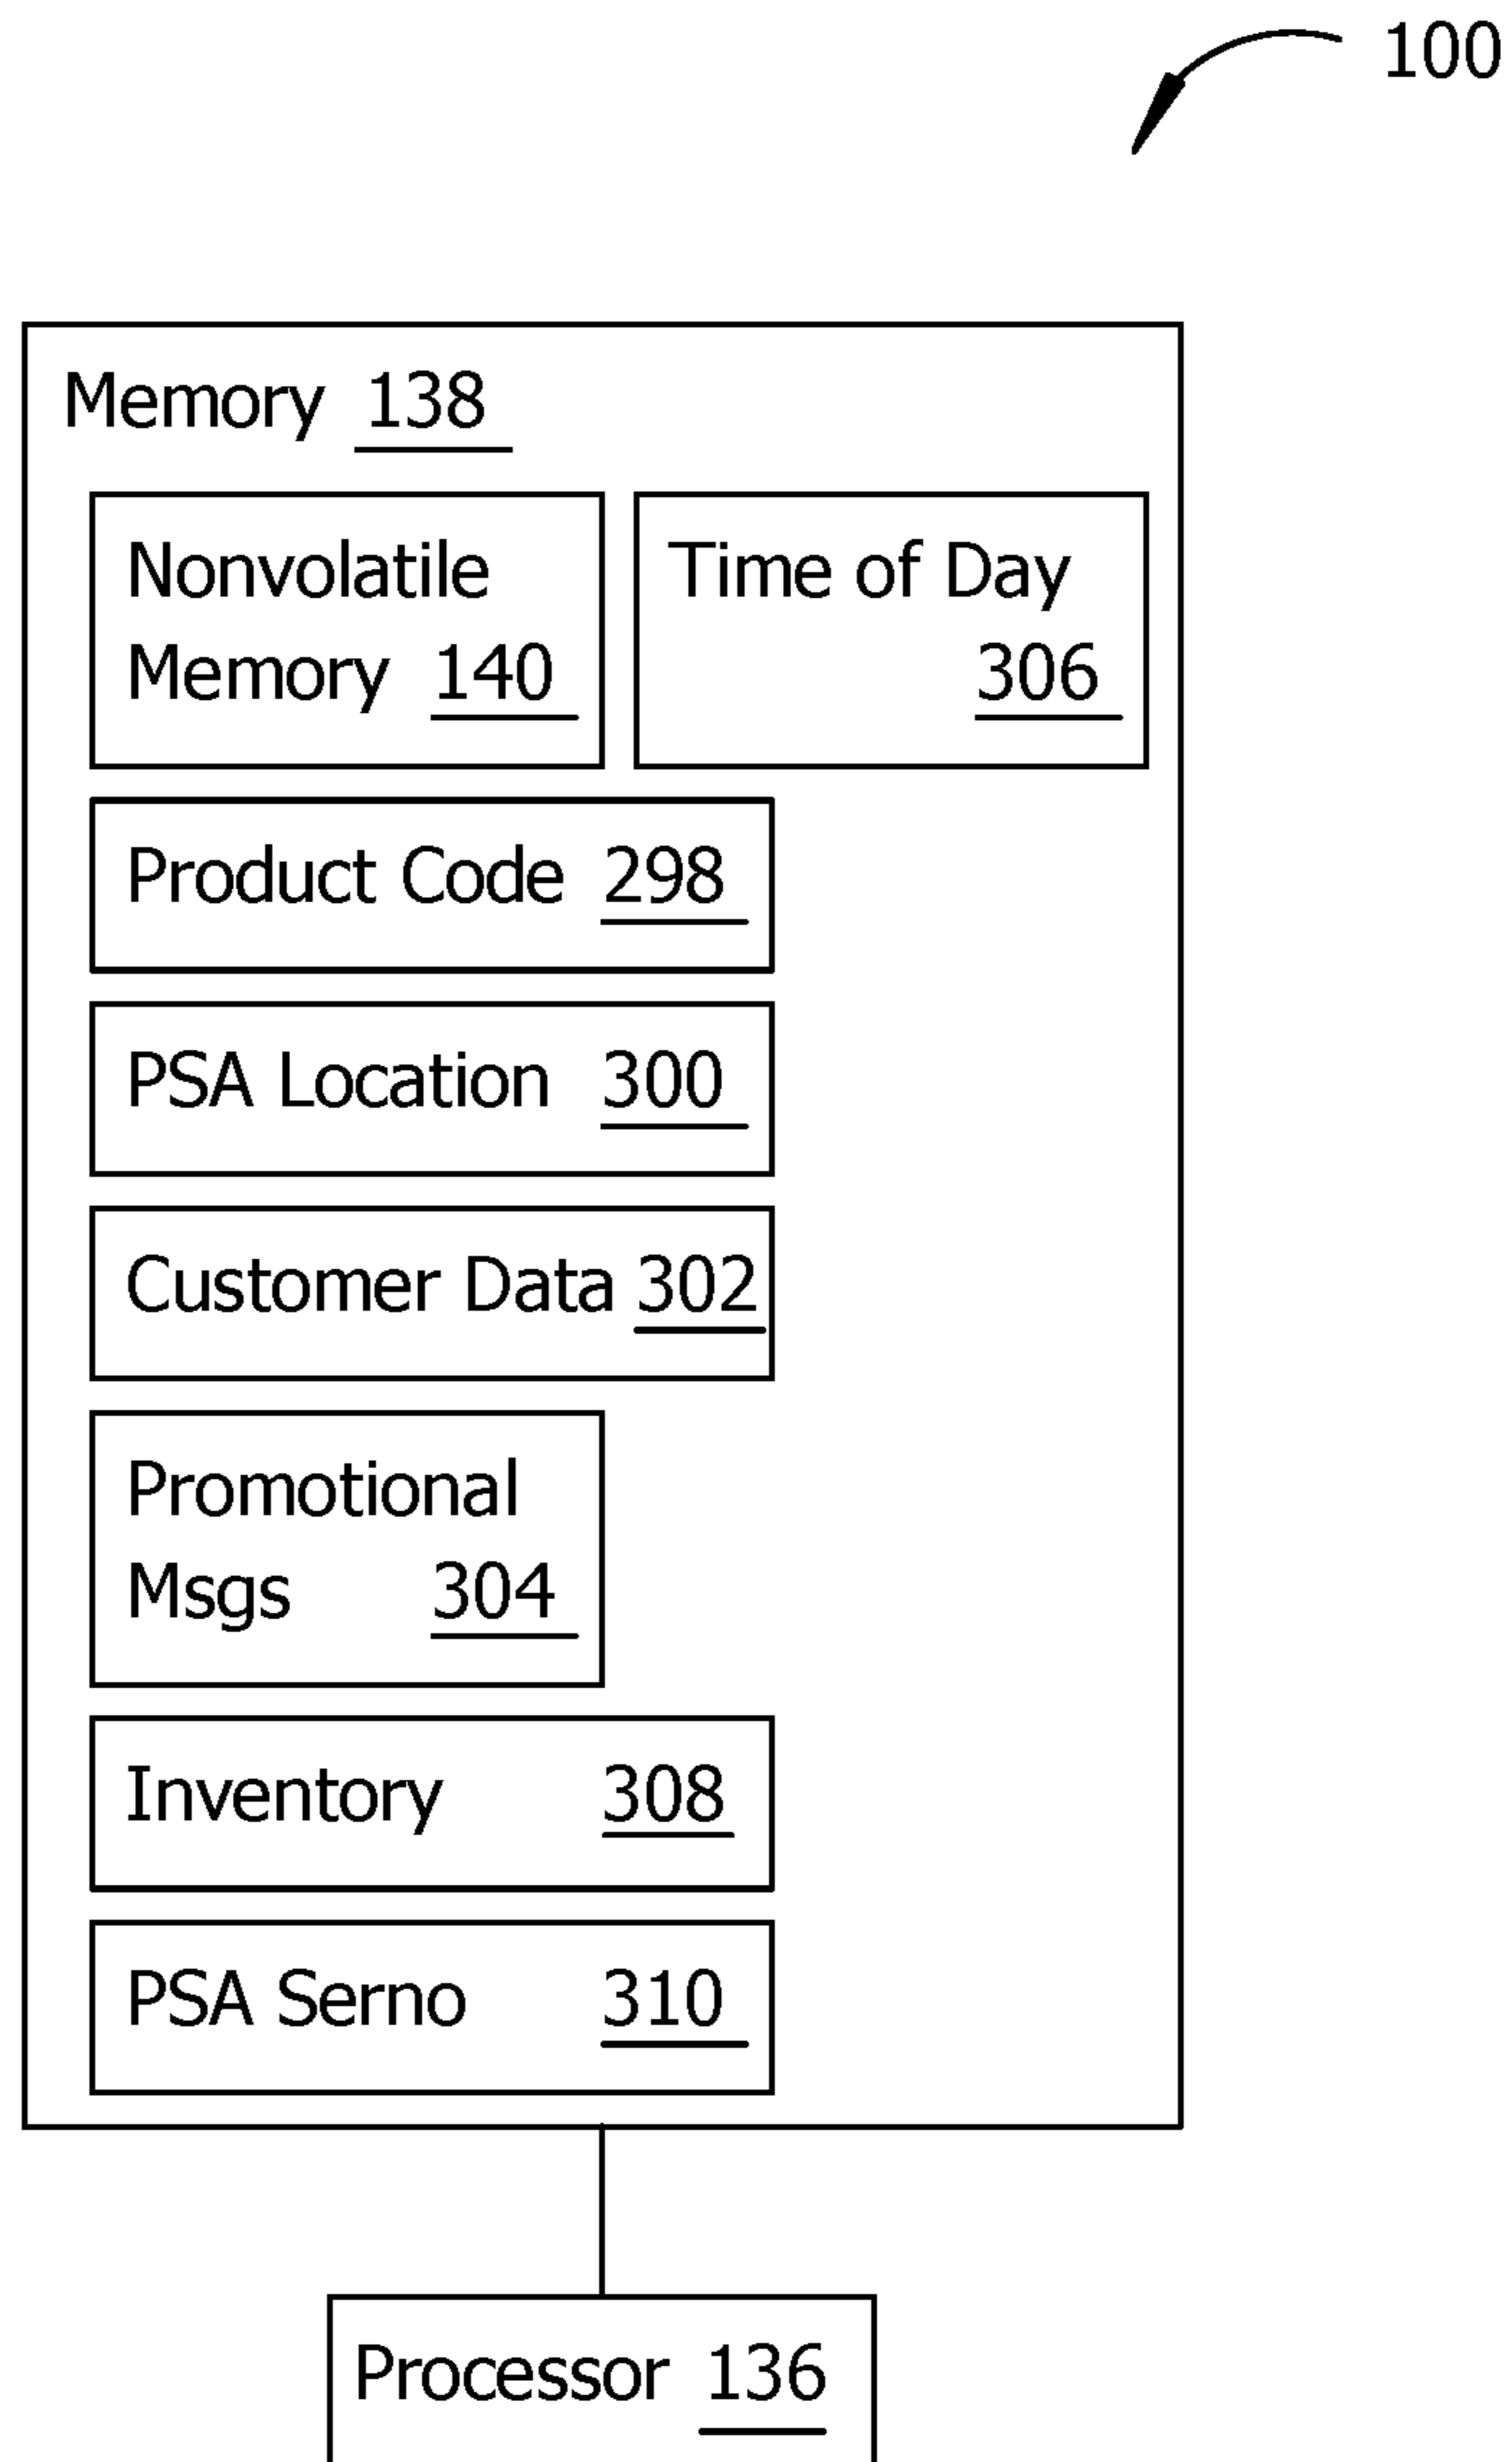 100
Memory 138
Nonvolatile
Memory 140
Time of Day
306
Product Code 298
PSA Location 300
Customer Data 302
Promotional
Msgs 304
Inventory 308
PSA Serno 310
Processor 136